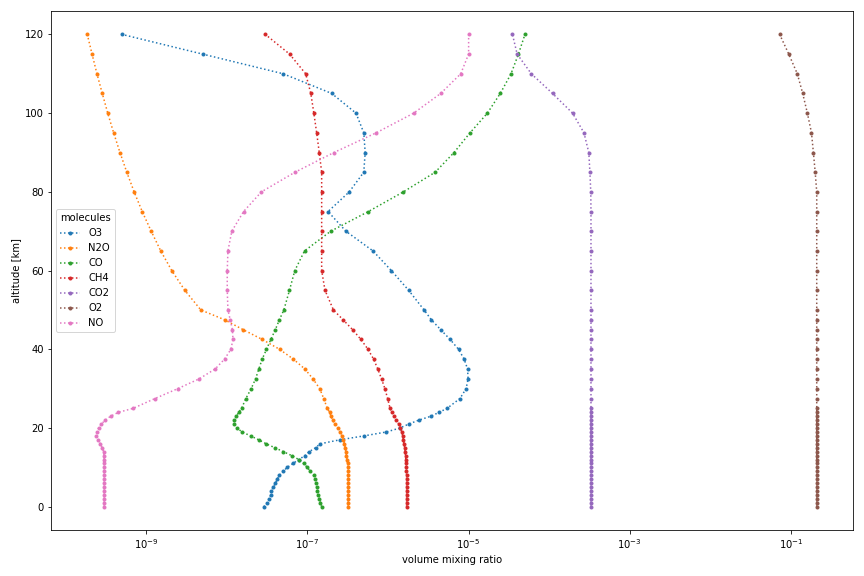 120
100
80
60
40
20
0
altitude [km]
molecules
O3
N2O
CO
CH4
CO2
O2
NO
10⁻⁹
10⁻⁷
10⁻⁵
10⁻³
10⁻¹
volume mixing ratio